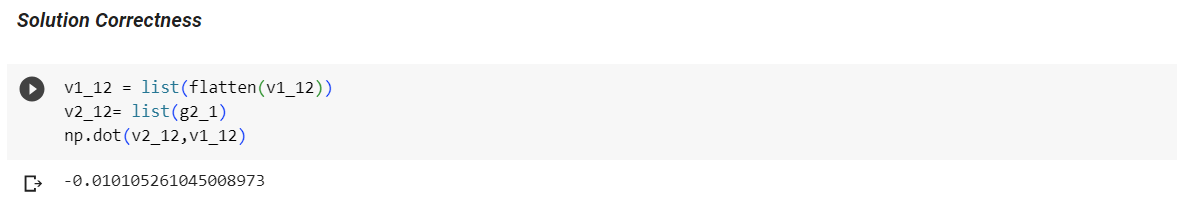 Solution Correctness
v1_12 = list(flatten(v1_12))
v2_12= list(g2_1)
np.dot(v2_12,v1_12)
-0.010105261045008973